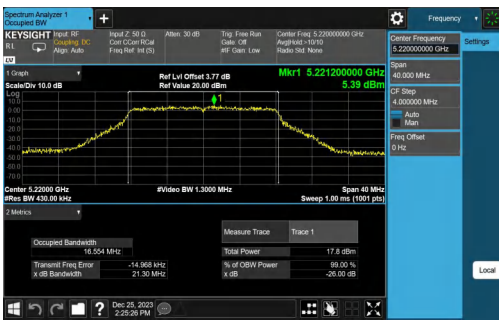 Spectrum Analyzer 1
Occupied BW
+
Frequency
KEYSIGHT
RL
LV
Input: RF
Coupling: DC
Align: Auto
Input Z: 50 Ω
Corr CCorr RCal
Freq Ref: Int (S)
Atten: 30 dB
Trig: Free Run
Gate: Off
#IF Gain: Low
Center Freq: 5.220000000 GHz
Avg|Hold:>10/10
Radio Std: None
1 Graph
Scale/Div 10.0 dB
Ref Lvl Offset 3.77 dB
Ref Value 20.00 dBm
Mkr1 5.221200000 GHz
5.39 dBm
Log
10.0
0.00
-10.0
-20.0
-30.0
-40.0
-50.0
-60.0
-70.0
1
Center 5.22000 GHz
#Res BW 430.00 kHz
#Video BW 1.3000 MHz
Span 40 MHz
Sweep 1.00 ms (1001 pts)
2 Metrics
Measure Trace
Trace 1
Occupied Bandwidth
16.554 MHz
Total Power
17.8 dBm
Transmit Freq Error
-14.968 kHz
% of OBW Power
99.00 %
x dB Bandwidth
21.30 MHz
x dB
-26.00 dB
?
Dec 25, 2023
2:25:26 PM
Center Frequency
5.220000000 GHz
Settings
Span
40.000 MHz
CF Step
4.000000 MHz
Auto
Man
Freq Offset
0 Hz
Local